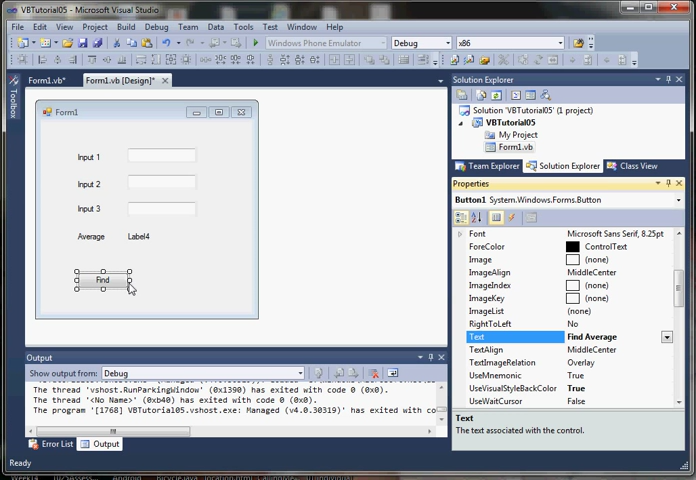 VBTutorial05 - Microsoft Visual Studio
File Edit View Project Build Debug Team Data Tools Test Window Help
Windows Phone Emulator Debug x86
Toolbox
Form1.vb* Form1.vb [Design]*
Form1
Input 1
Input 2
Input 3
Average Label4
Find
Solution Explorer
Solution 'VBTutorial05' (1 project)
VBTutorial05
My Project
Form1.vb
Team Explorer Solution Explorer Class View
Properties
Button1 System.Windows.Forms.Button
Font Microsoft Sans Serif, 8.25pt
ForeColor ControlText
Image (none)
ImageAlign MiddleCenter
ImageIndex (none)
ImageKey (none)
ImageList (none)
RightToLeft No
Text Find Average
TextAlign MiddleCenter
TextImageRelation Overlay
UseMnemonic True
UseVisualStyleBackColor True
UseWaitCursor False
Text
The text associated with the control.
Output
Show output from: Debug
The thread 'vshost.RunParkingWindow' (0x1390) has exited with code 0 (0x0).
The thread '<No Name>' (0xb40) has exited with code 0 (0x0).
The program '[1768] VBTutorial05.vshost.exe: Managed (v4.0.30319)' has exited with co
Error List Output
Ready